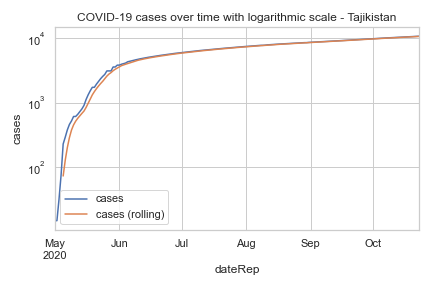 COVID-19 cases over time with logarithmic scale - Tajikistan
10⁴
10³
10²
cases
cases
cases (rolling)
May Jun Jul Aug Sep Oct
2020
dateRep